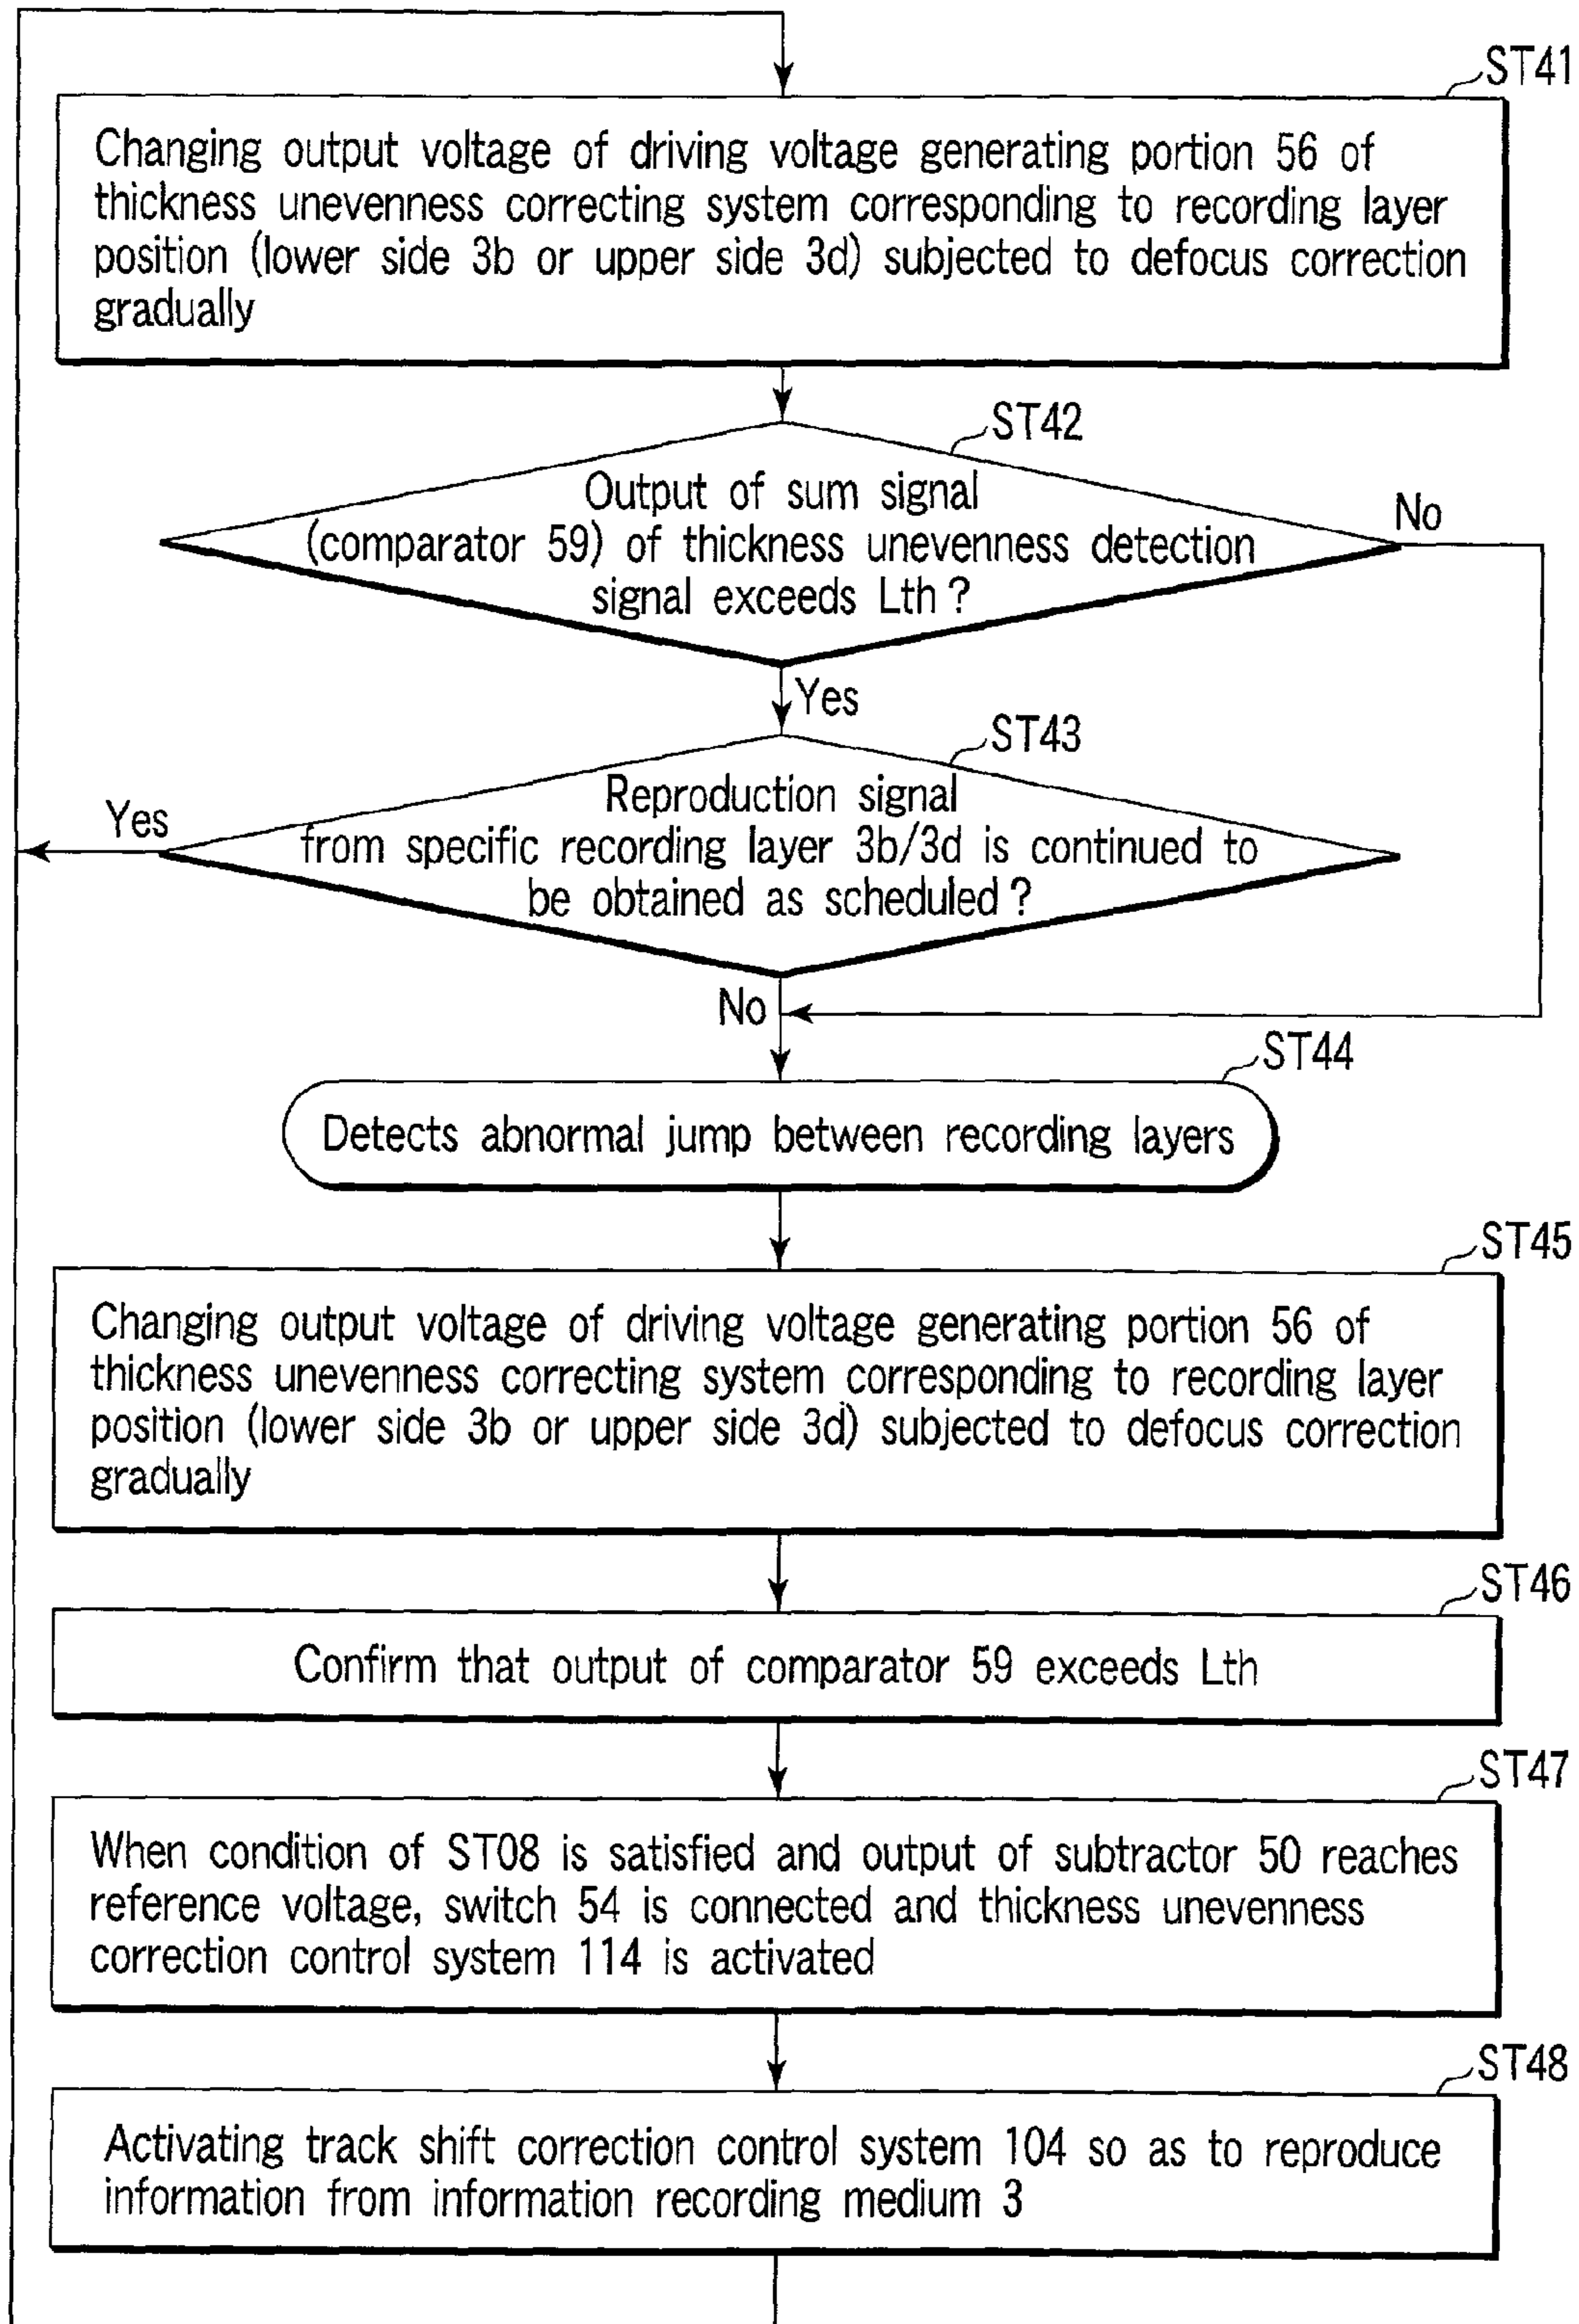 ST41
Changing output voltage of driving voltage generating portion 56 of
thickness unevenness correcting system corresponding to recording layer
position (lower side 3b or upper side 3d) subjected to defocus correction
gradually
ST42
Output of sum signal
(comparator 59) of thickness unevenness detection
signal exceeds Lth?
No
Yes
ST43
Reproduction signal
from specific recording layer 3b/3d is continued to
be obtained as scheduled?
Yes
No
ST44
Detects abnormal jump between recording layers
ST45
Changing output voltage of driving voltage generating portion 56 of
thickness unevenness correcting system corresponding to recording layer
position (lower side 3b or upper side 3d) subjected to defocus correction
gradually
ST46
Confirm that output of comparator 59 exceeds Lth
ST47
When condition of ST08 is satisfied and output of subtractor 50 reaches
reference voltage, switch 54 is connected and thickness unevenness
correction control system 114 is activated
ST48
Activating track shift correction control system 104 so as to reproduce
information from information recording medium 3